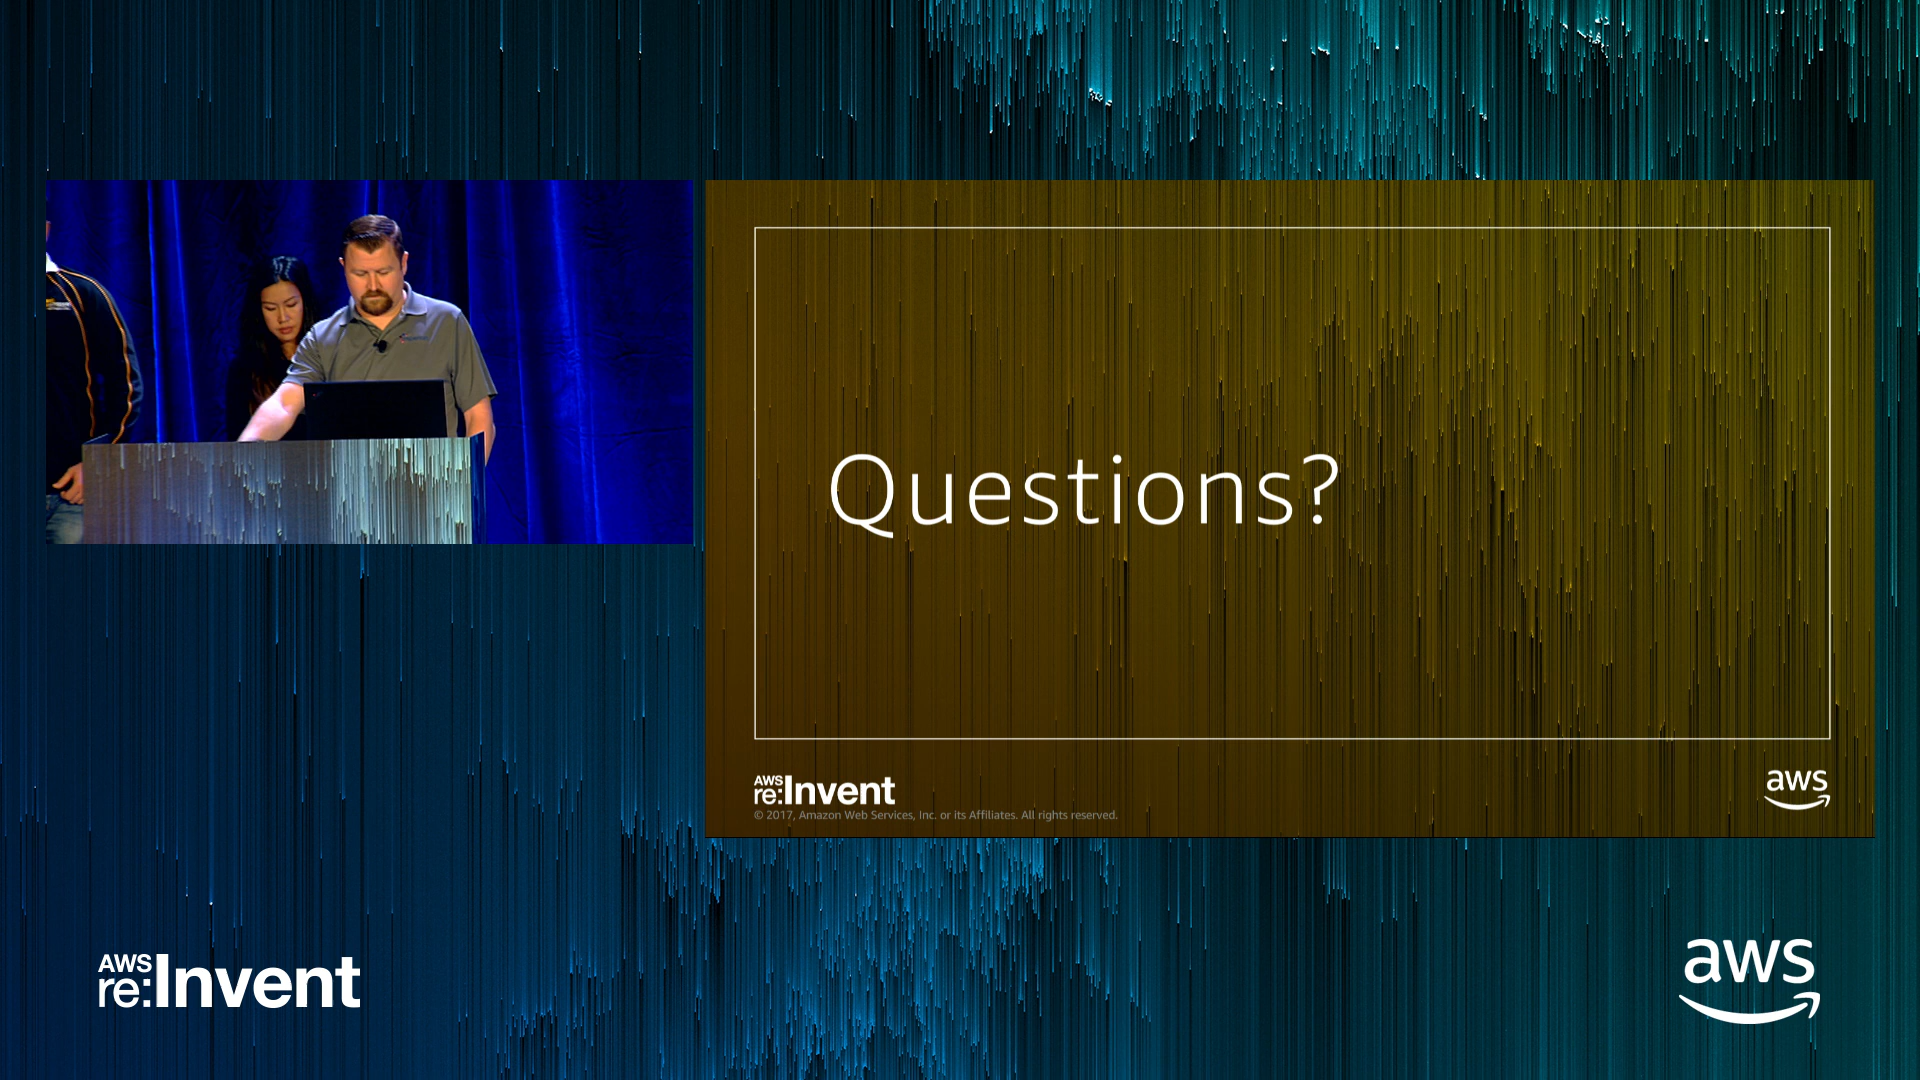 Questions?
AWS
re:Invent
© 2017, Amazon Web Services, Inc. or its Affiliates. All rights reserved.
aws
AWS
re:Invent
aws